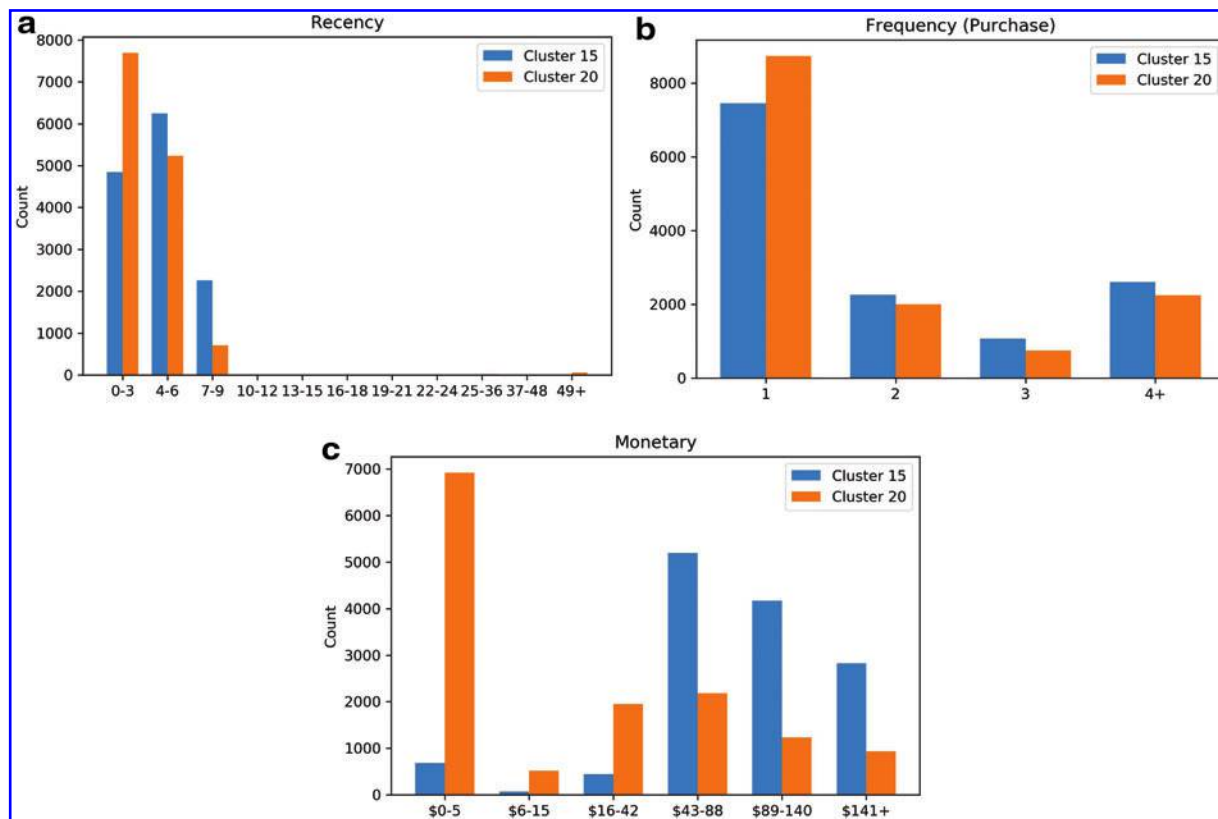 a
Recency
Cluster 15
Cluster 20
8000
7000
6000
5000
4000
3000
2000
1000
0
Count
0-3 4-6 7-9 10-12 13-15 16-18 19-21 22-24 25-36 37-48 49+
b
Frequency (Purchase)
Cluster 15
Cluster 20
8000
6000
4000
2000
0
Count
1 2 3 4+
c
Monetary
Cluster 15
Cluster 20
7000
6000
5000
4000
3000
2000
1000
0
Count
$0-5 $6-15 $16-42 $43-88 $89-140 $141+